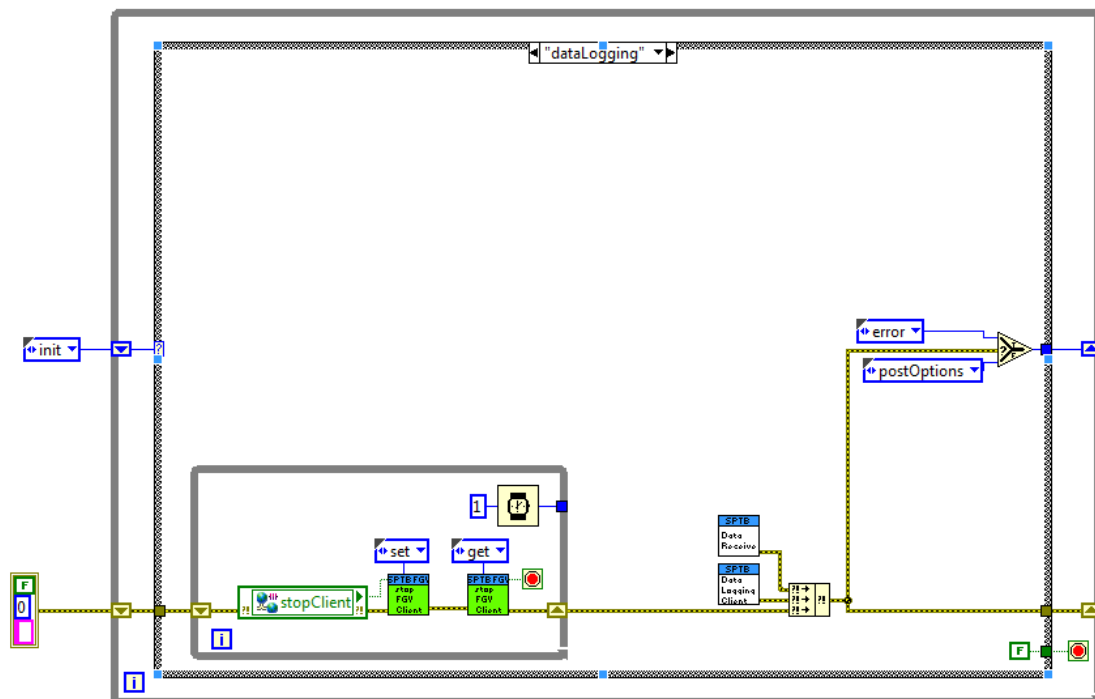 "dataLogging"
init
error
postOptions
1
set
get
SPTB
Data
Receive
SPTB FGV
stop
FGV
Client
SPTB FGV
stop
FGV
Client
SPTB
Data
Logging
Client
stopClient
F
0
i
F
i